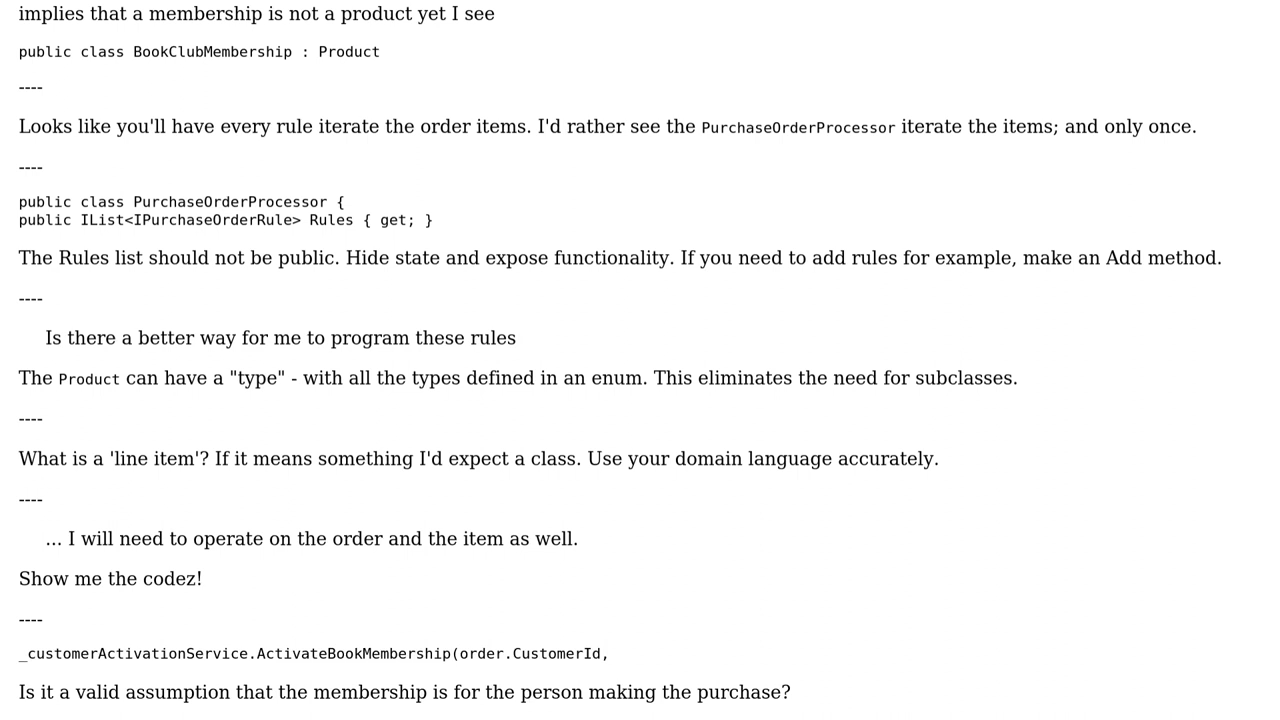 implies that a membership is not a product yet I see
public class BookClubMembership : Product
----
Looks like you'll have every rule iterate the order items. I'd rather see the PurchaseOrderProcessor iterate the items; and only once.
----
public class PurchaseOrderProcessor {
public IList<IPurchaseOrderRule> Rules { get; }
The Rules list should not be public. Hide state and expose functionality. If you need to add rules for example, make an Add method.
----
Is there a better way for me to program these rules
The Product can have a "type" - with all the types defined in an enum. This eliminates the need for subclasses.
----
What is a 'line item'? If it means something I'd expect a class. Use your domain language accurately.
----
... I will need to operate on the order and the item as well.
Show me the codez!
----
_customerActivationService.ActivateBookMembership(order.CustomerId,
Is it a valid assumption that the membership is for the person making the purchase?